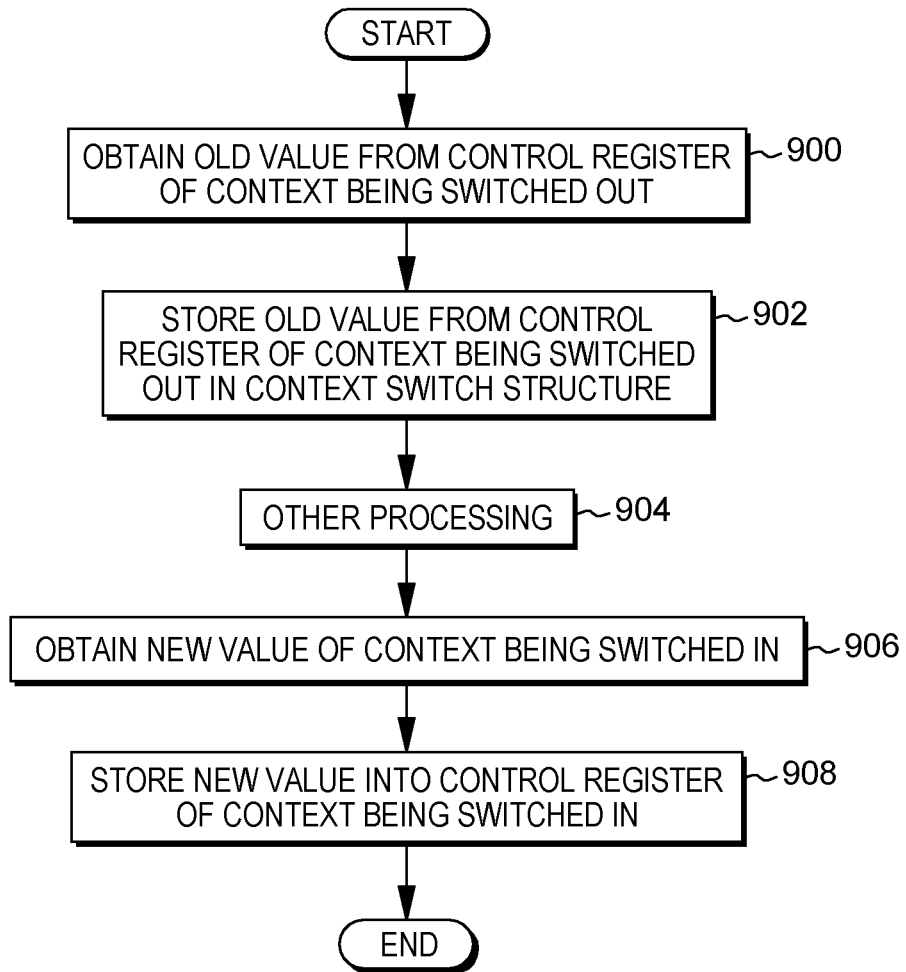 START
OBTAIN OLD VALUE FROM CONTROL REGISTER
OF CONTEXT BEING SWITCHED OUT
900
STORE OLD VALUE FROM CONTROL
REGISTER OF CONTEXT BEING SWITCHED
OUT IN CONTEXT SWITCH STRUCTURE
902
OTHER PROCESSING
904
OBTAIN NEW VALUE OF CONTEXT BEING SWITCHED IN
906
STORE NEW VALUE INTO CONTROL REGISTER
OF CONTEXT BEING SWITCHED IN
908
END